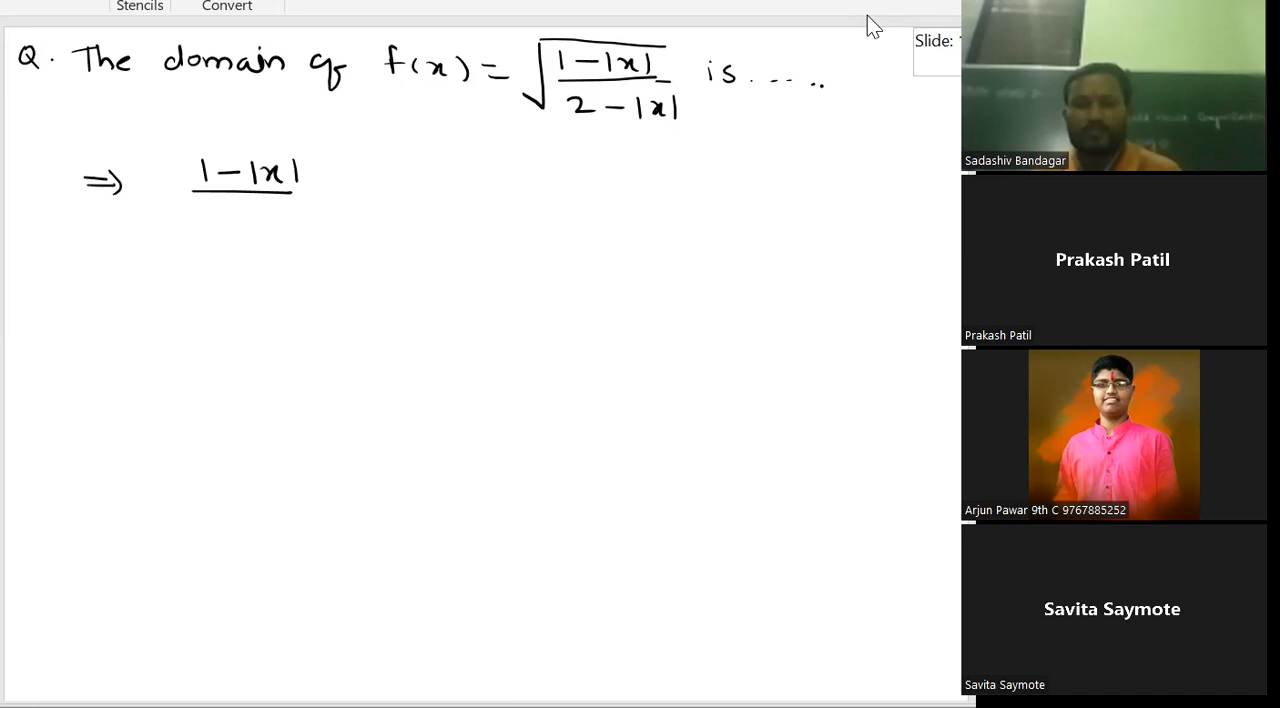 Stencils Convert
Slide:
Q. The domain of f(x) = √(1-|x| / 2-|x|) is .....
⇒ 1-|x|
Sadashiv Bandagar
Prakash Patil
Prakash Patil
Arjun Pawar 9th C 9767885252
Savita Saymote
Savita Saymote